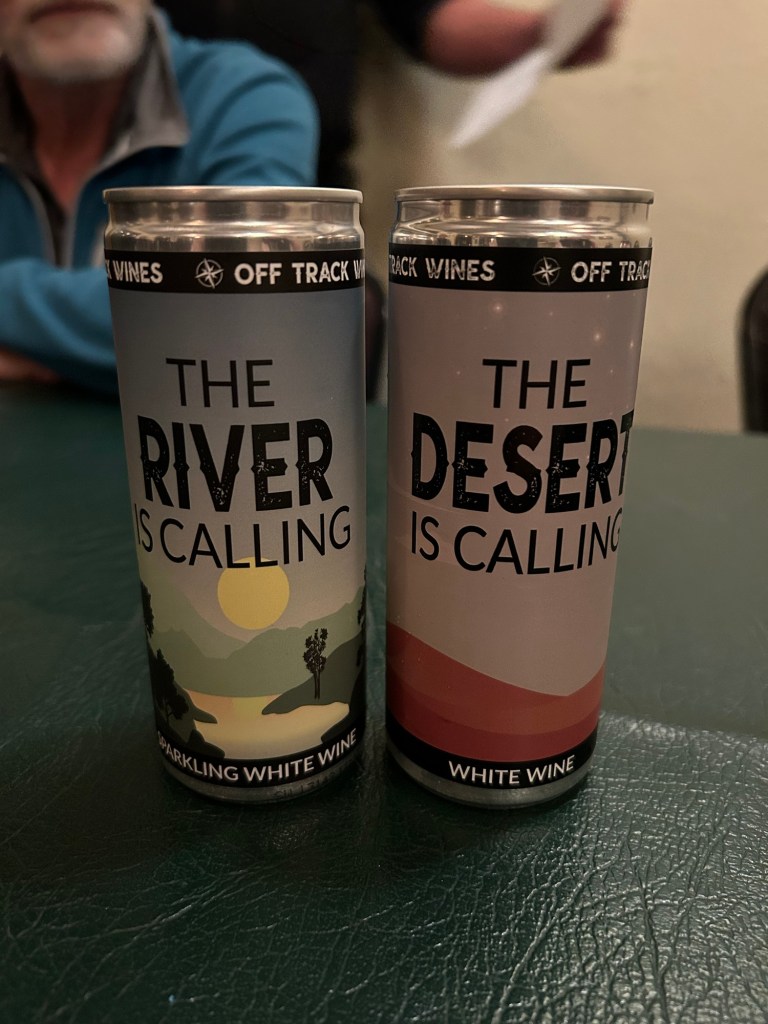 WINES OFF TRACK
THE
RIVER
IS CALLING
SPARKLING WHITE WINE
TRACK WINES OFF TRACK
THE
DESERT
IS CALLING
WHITE WINE